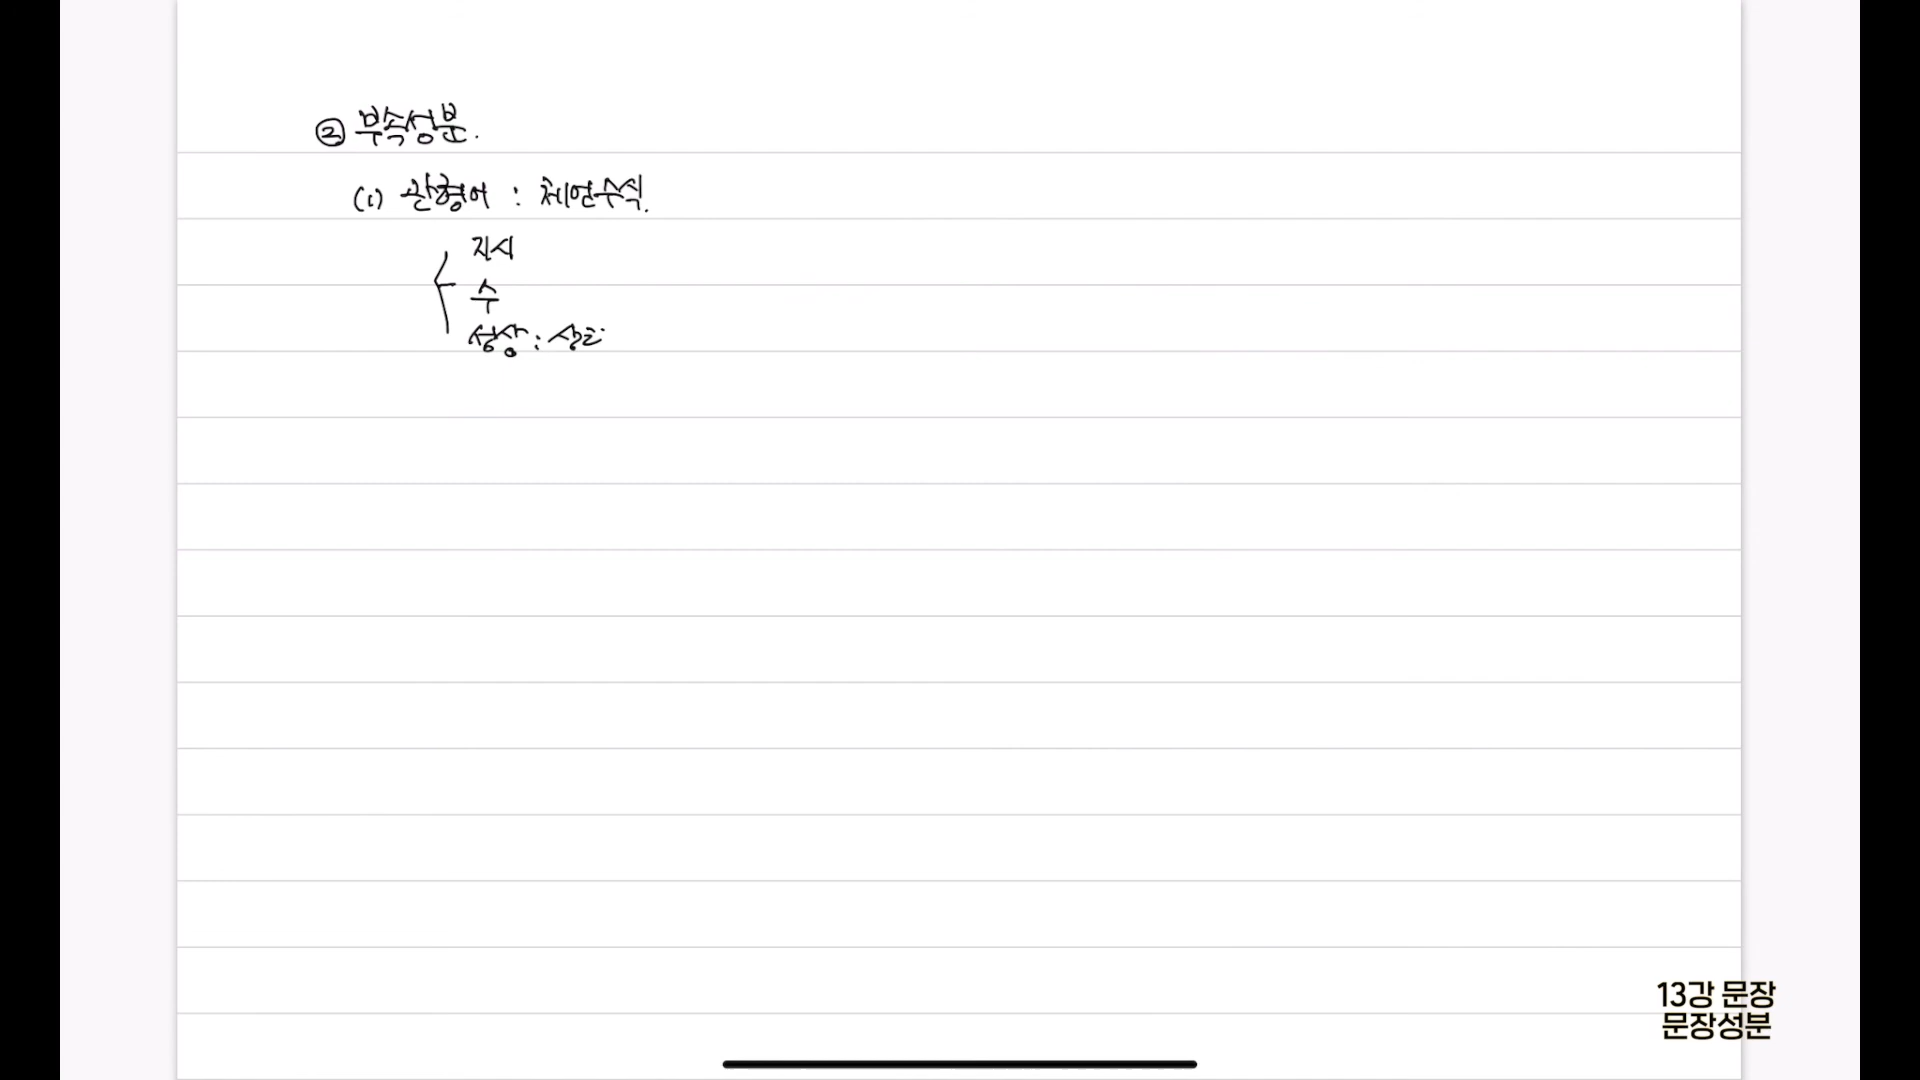 ② 부속성분.
(1) 관형어 : 체언수식.
지시
수
성상 : 상태
13강 문장
문장성분